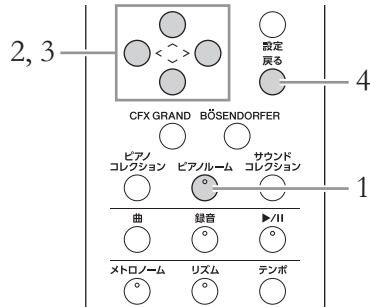 2, 3
設定
戻る
4
CFX GRAND BÖSENDORFER
ピアノ
コレクション
ピアノルーム
サウンド
コレクション
1
曲 録音 ▶/II
メトロノーム リズム テンポ